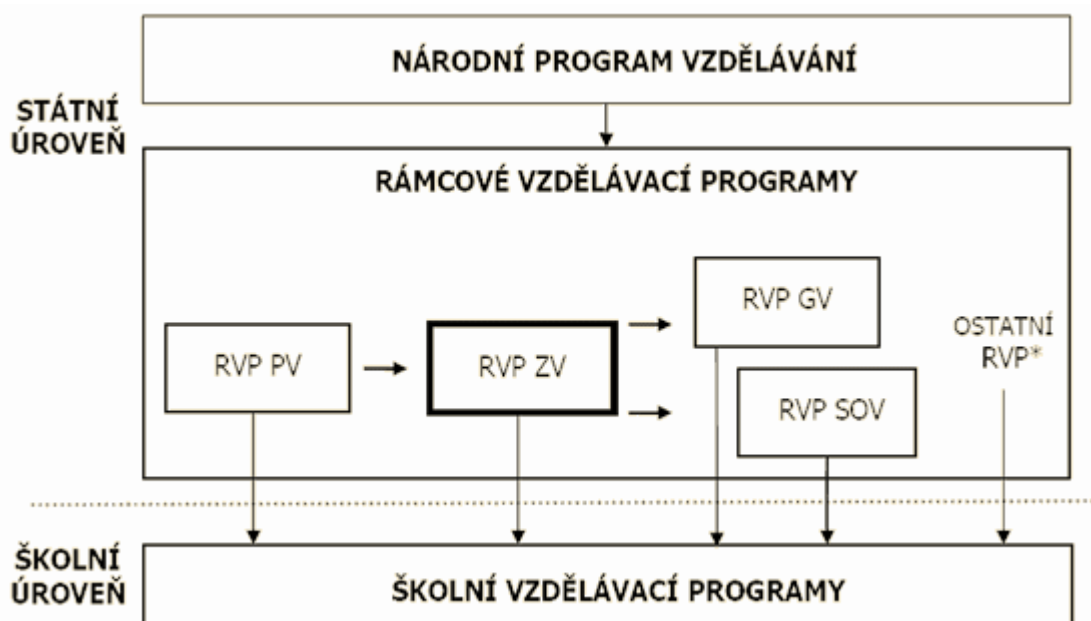 NÁRODNÍ PROGRAM VZDĚLÁVÁNÍ
STÁTNÍ
ÚROVEŇ
RÁMCOVÉ VZDĚLÁVACÍ PROGRAMY
RVP PV
RVP ZV
RVP GV
RVP SOV
OSTATNÍ
RVP*
ŠKOLNÍ
ÚROVEŇ
ŠKOLNÍ VZDĚLÁVACÍ PROGRAMY